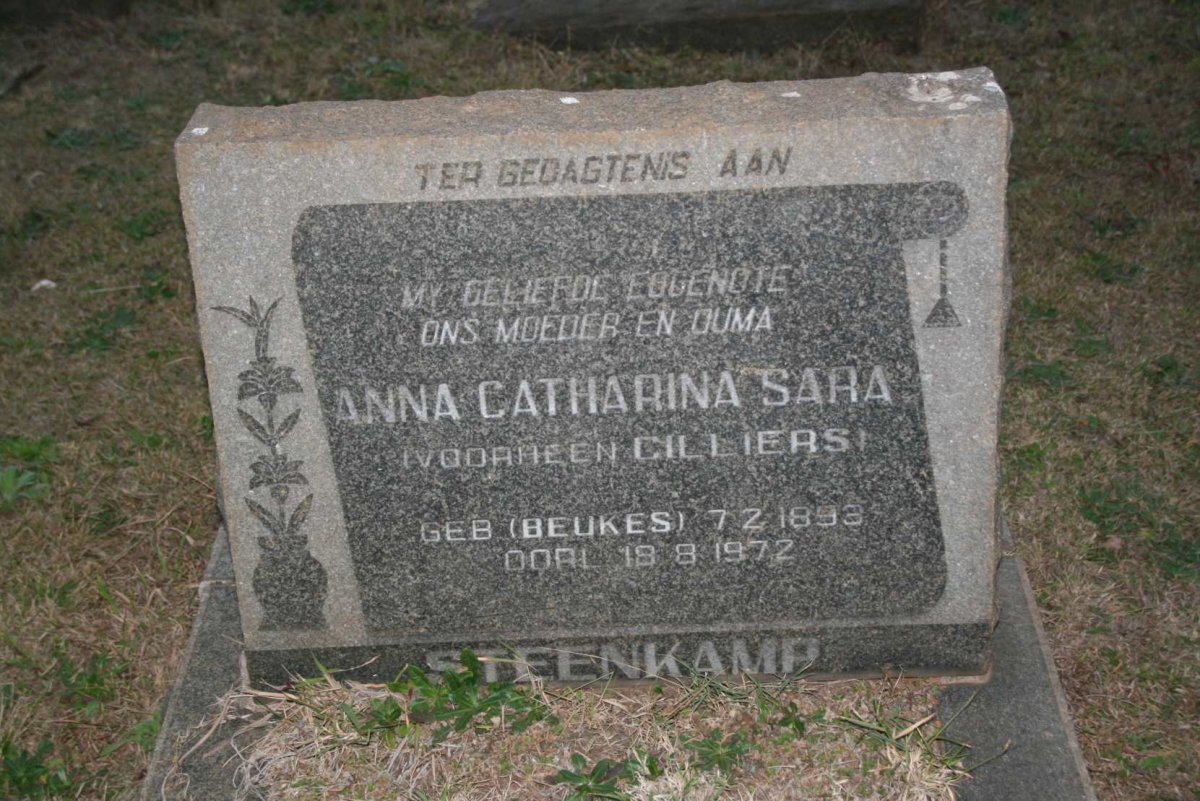 TER GEDAGTENIS AAN
MY GELIEFDE EGGENOTE
ONS MOEDER EN OUMA
ANNA CATHARINA SARA
(VOORHEEN CILLIERS)
GEB (BEUKES) 7 2 1893
OORL 18 8 1972
STEENKAMP